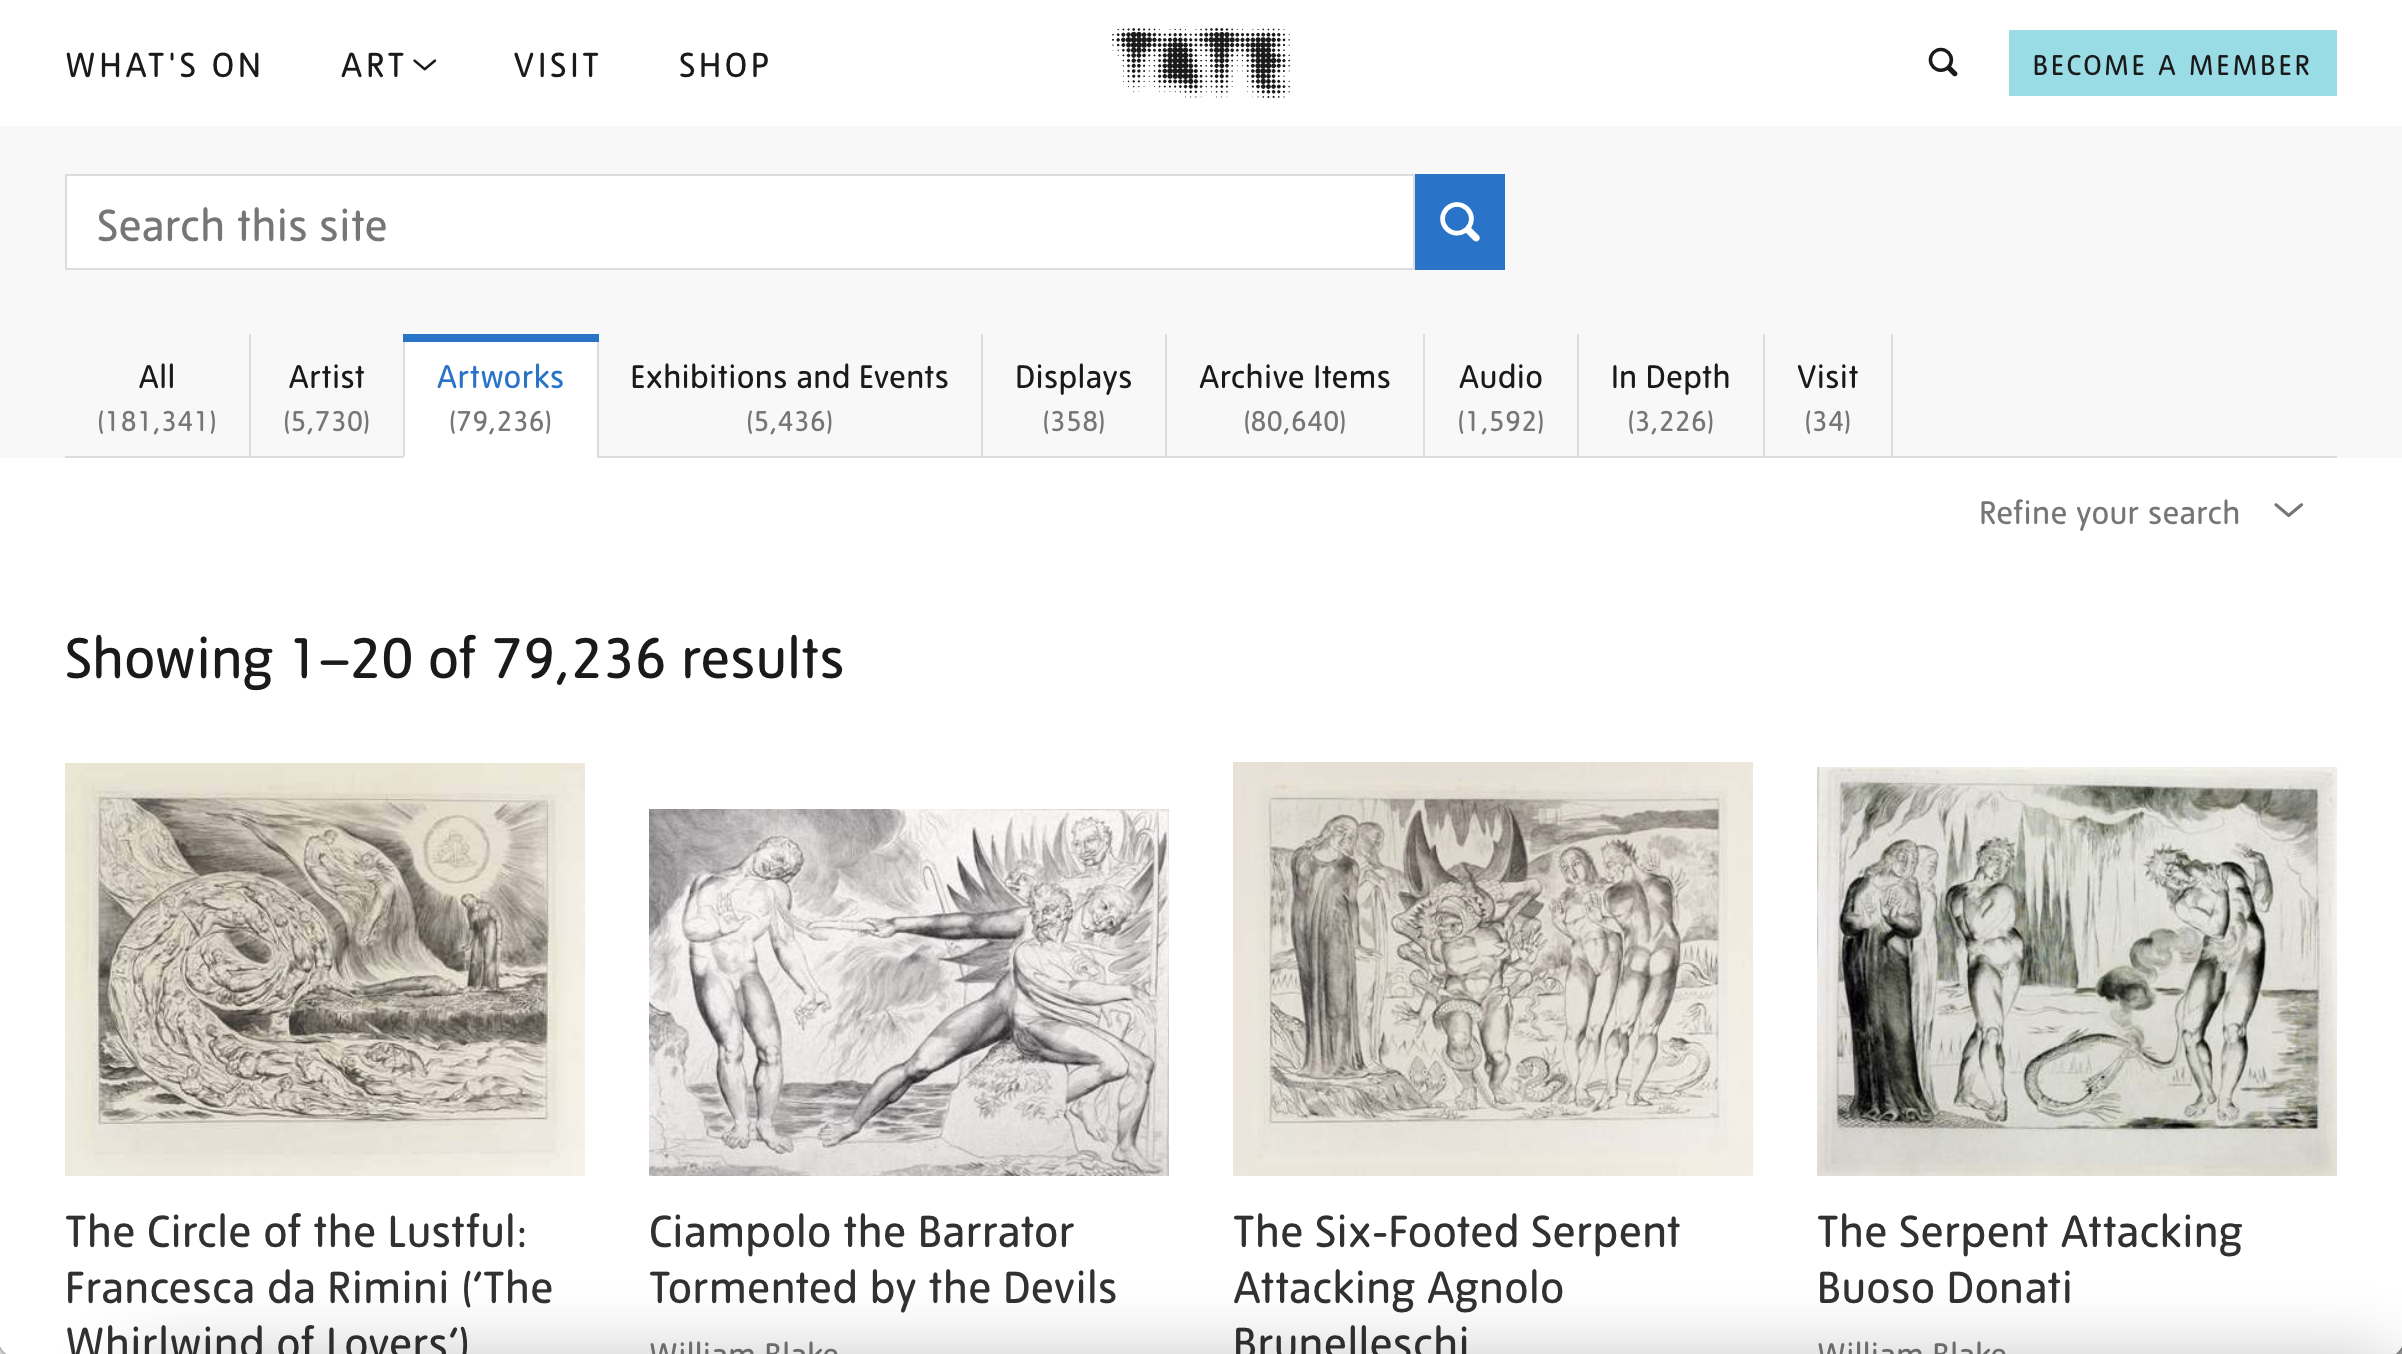 WHAT'S ON
ART
VISIT
SHOP
TATE
BECOME A MEMBER
Search this site
All
(181,341)
Artist
(5,730)
Artworks
(79,236)
Exhibitions and Events
(5,436)
Displays
(358)
Archive Items
(80,640)
Audio
(1,592)
In Depth
(3,226)
Visit
(34)
Refine your search
Showing 1–20 of 79,236 results
The Circle of the Lustful:
Francesca da Rimini (‘The
Whirlwind of Lovers’)
Ciampolo the Barrator
Tormented by the Devils
William Blake
The Six-Footed Serpent
Attacking Agnolo
Brunelleschi
The Serpent Attacking
Buoso Donati
William Blake